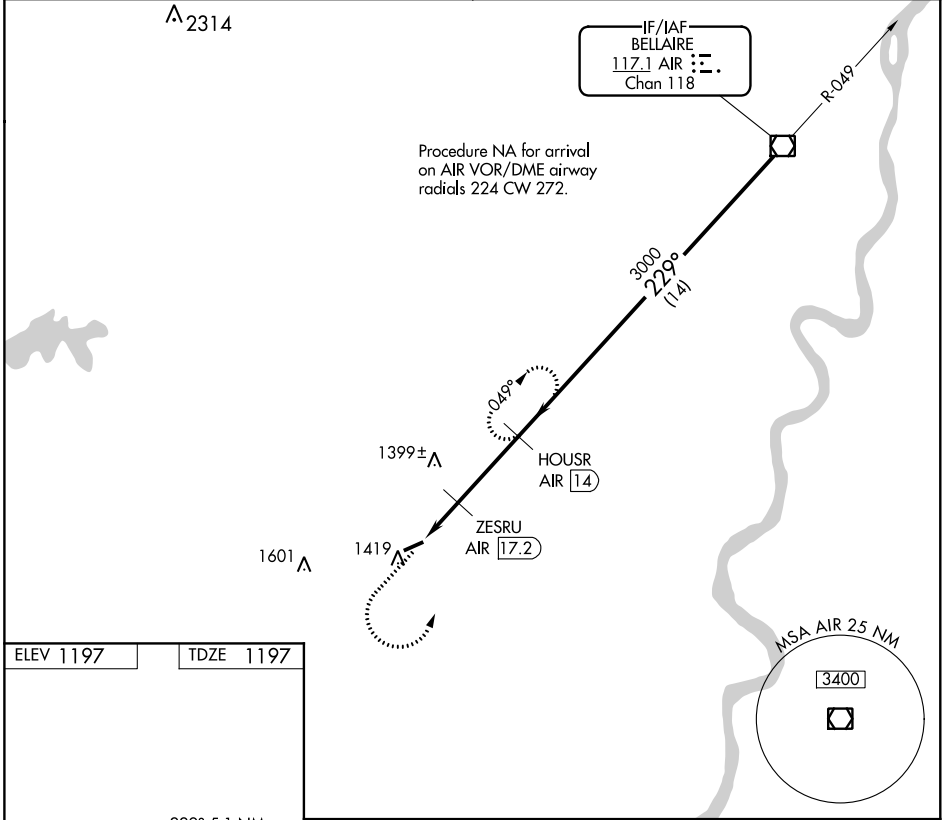 2314
IF/IAF
BELLAIRE
117.1 AIR
Chan 118
R-049
Procedure NA for arrival
on AIR VOR/DME airway
radials 224 CW 272.
3000
229°
(14)
049°
HOUSR
AIR 14
1399±
ZESRU
AIR 17.2
1419
1601
ELEV 1197
TDZE 1197
MSA AIR 25 NM
3400